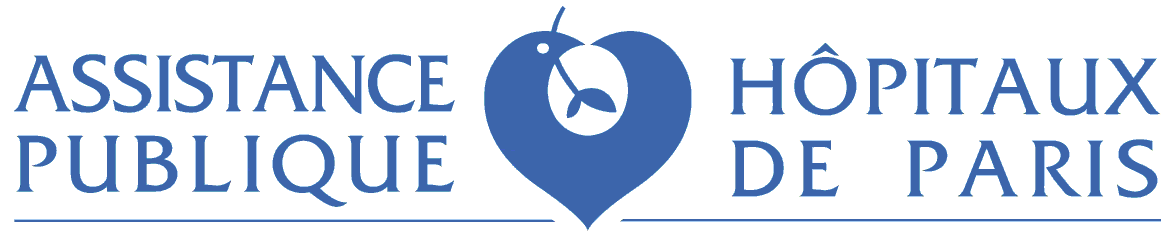 ASSISTANCE
PUBLIQUE
HÔPITAUX
DE PARIS